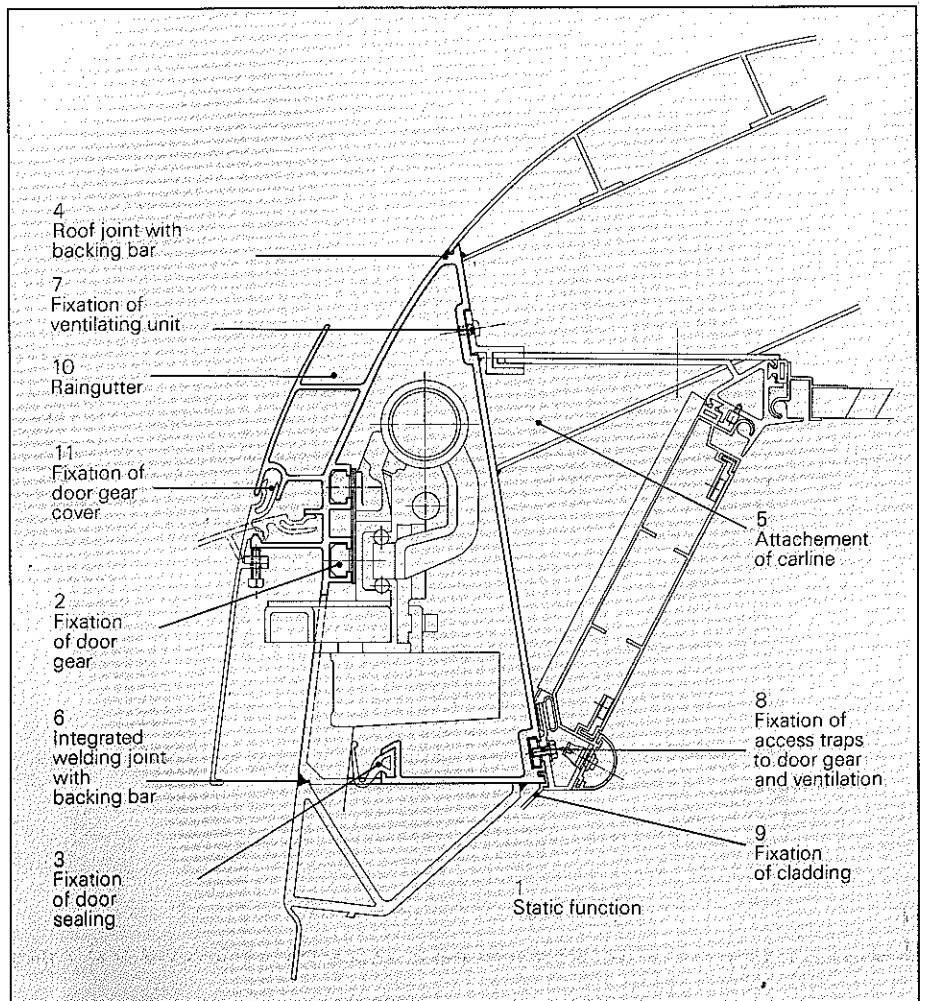 4
Roof joint with
backing bar
7
Fixation of
ventilating unit
10
Raingutter
11
Fixation of
door gear
cover
2
Fixation
of door
gear
6
Integrated
welding joint
with
backing bar
3
Fixation
of door
sealing
5
Attachement
of carline
8
Fixation of
access traps
to door gear
and ventilation
9
Fixation
of cladding
1
Static function